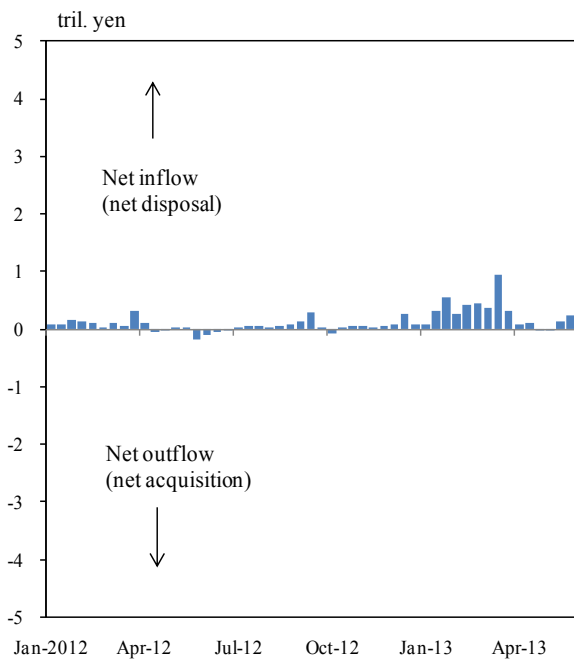 tril. yen
5
4
3
2
1
0
-1
-2
-3
-4
-5
Net inflow
(net disposal)
Net outflow
(net acquisition)
Jan-2012 Apr-12 Jul-12 Oct-12 Jan-13 Apr-13